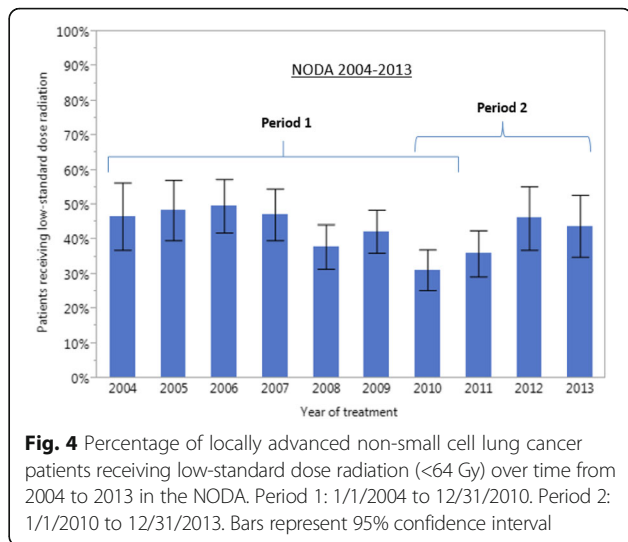 NODA 2004-2013
Period 2
Period 1
Patients receiving low-standard dose radiation
100%
90%
80%
70%
60%
50%
40%
30%
20%
10%
0%
2004 2005 2006 2007 2008 2009 2010 2011 2012 2013
Year of treatment
Fig. 4 Percentage of locally advanced non-small cell lung cancer
patients receiving low-standard dose radiation (<64 Gy) over time from
2004 to 2013 in the NODA. Period 1: 1/1/2004 to 12/31/2010. Period 2:
1/1/2010 to 12/31/2013. Bars represent 95% confidence interval